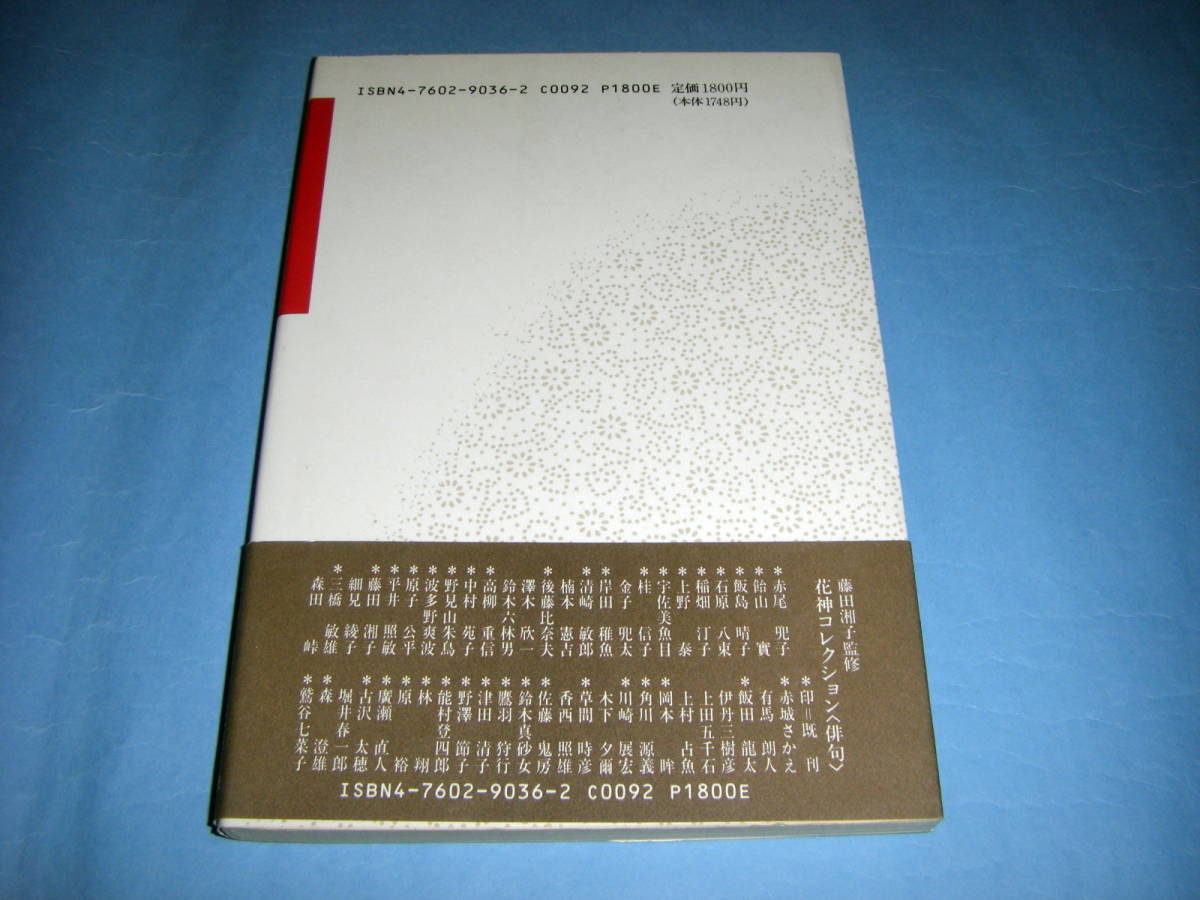 ISBN4-7602-9036-2 C0092 P1800E 定価1800円
(本体1748円)
藤田湘子監修
花神コレクション〈俳句〉
*印=既刊
*赤尾兜子
*赤城さかえ
*飴山實
有馬朗人
*飯島晴子
*飯田龍太
*石原八束
伊丹三樹彦
*稲畑汀子
上田五千石
*上野泰
上村占魚
*宇佐美魚目
*岡本眸
*桂信子
*角川源義
金子兜太
*川崎展宏
*岸田稚魚
木下夕爾
*清崎敏郎
*草間時彦
楠本憲吉
香西照雄
*後藤比奈夫
*佐藤鬼房
澤木欣一
*鈴木真砂女
鈴木六林男
*鷹羽狩行
*高柳重信
*津田清子
*中村苑子
*野澤節子
*野見山朱鳥
*能村登四郎
*波多野爽波
*林翔
*原子公平
*原裕
*平井照敏
*廣瀬直人
*藤田湘子
*古沢太穂
細見綾子
堀井春一郎
*三橋敏雄
*森澄雄
森田峠
*鷲谷七菜子
ISBN4-7602-9036-2 C0092 P1800E